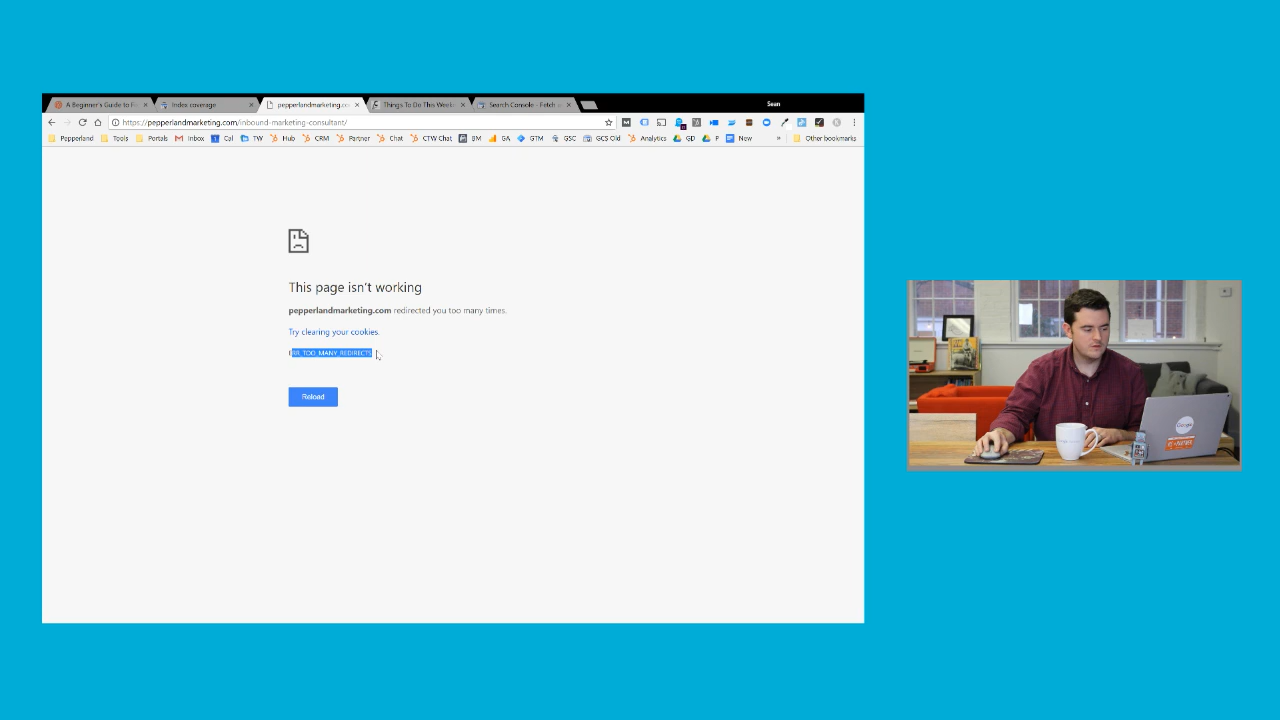 A Beginner's Guide to
Index coverage
pepperlandmarketing.co
Things To Do This Week
Search Console - Fetch
Sean
https://pepperlandmarketing.com/inbound-marketing-consultant/
Pepperland Tools Portals Inbox Cal TW Hub CRM Partner Chat CTW Chat BM GA GTM GSC GCS Old Analytics GD P New » Other bookmarks
This page isn't working
pepperlandmarketing.com redirected you too many times.
Try clearing your cookies.
ERR_TOO_MANY_REDIRECTS
Reload
Google